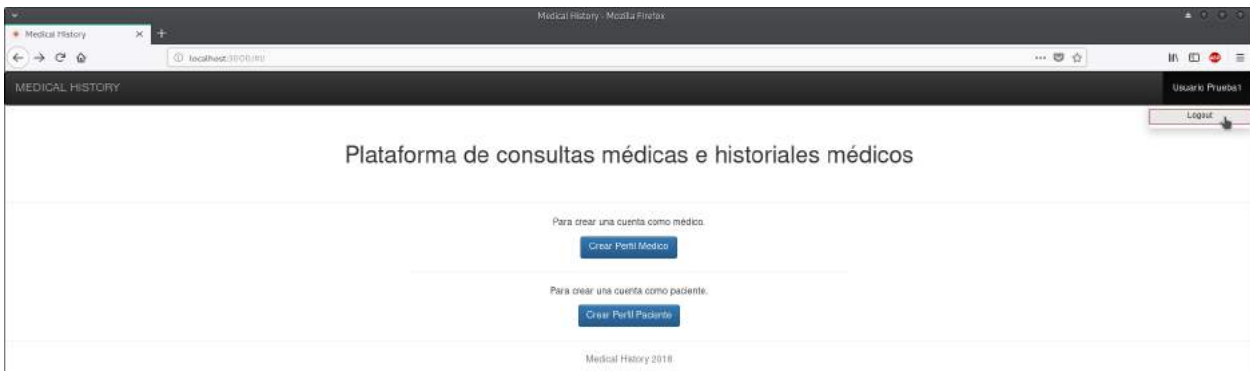 Medical History - Mozilla Firefox
Medical History
localhost:3000/#!/
MEDICAL HISTORY
Usuario Prueba1
Logout
Plataforma de consultas médicas e historiales médicos
Para crear una cuenta como médico.
Crear Perfil Medico
Para crear una cuenta como paciente.
Crear Perfil Paciente
Medical History 2018